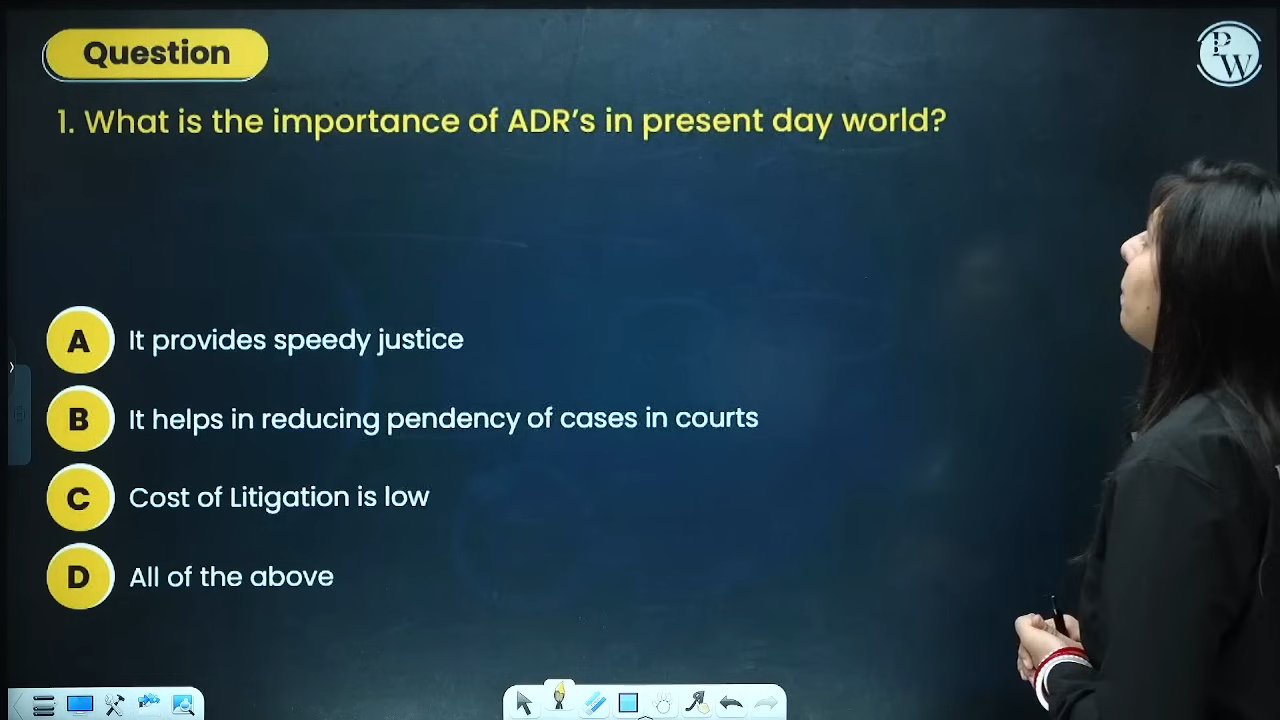 Question
PW
1. What is the importance of ADR's in present day world?
A It provides speedy justice
B It helps in reducing pendency of cases in courts
C Cost of Litigation is low
D All of the above